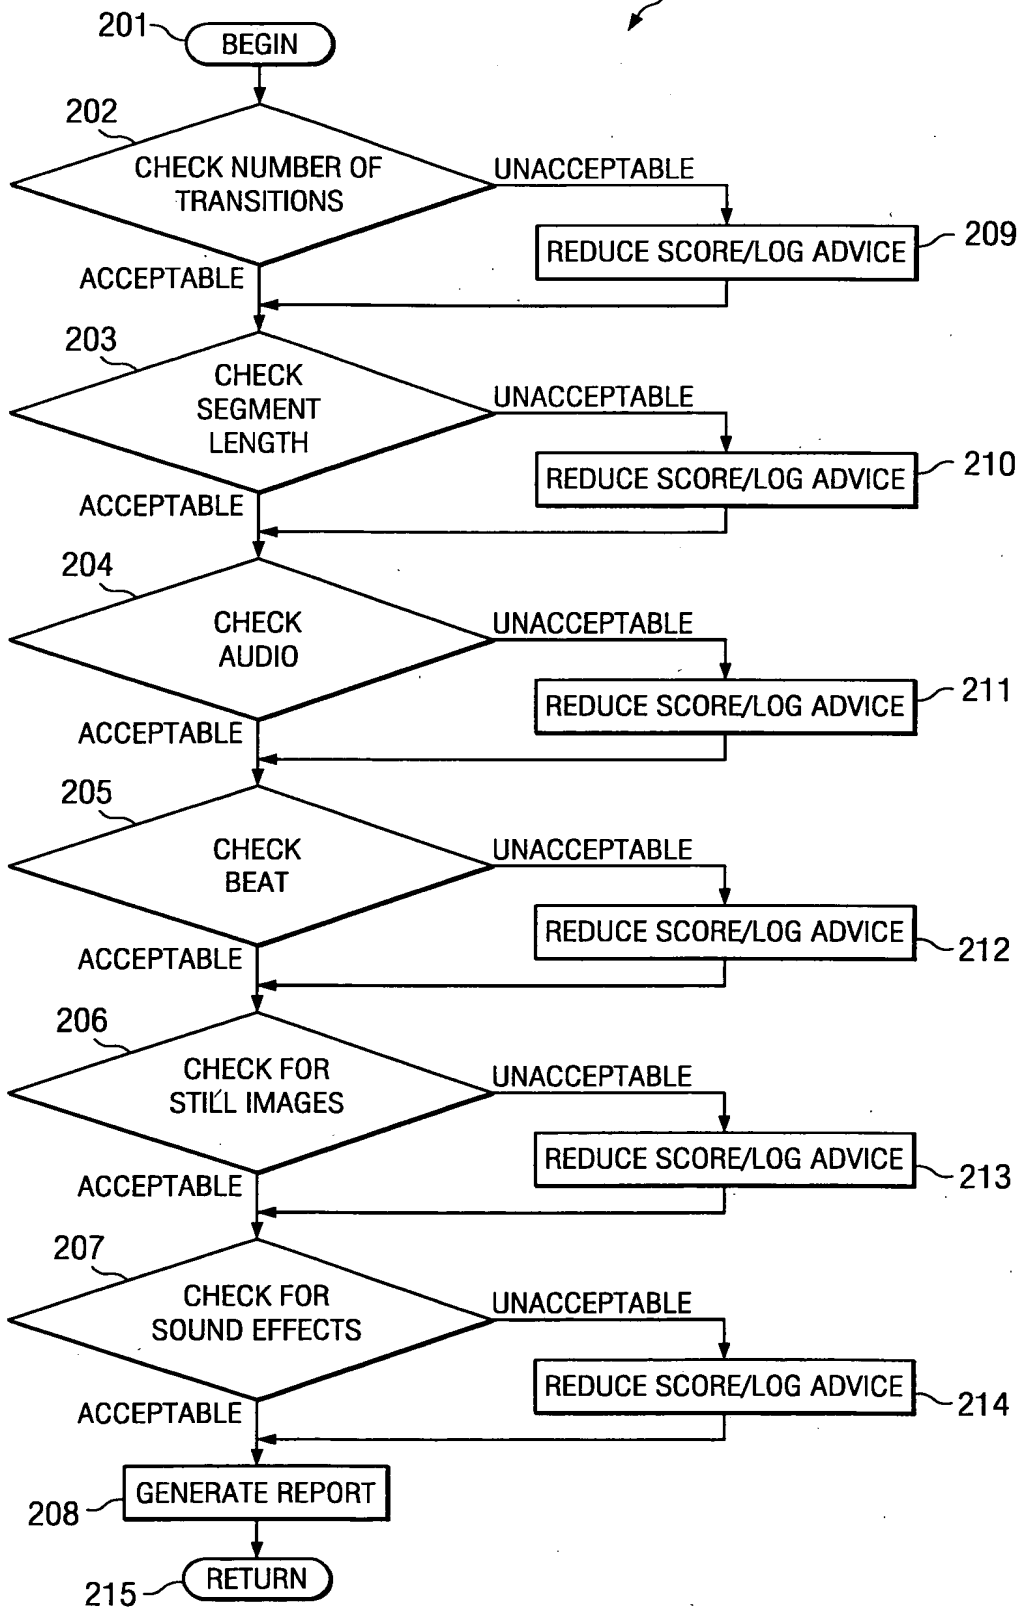 201
BEGIN
202
CHECK NUMBER OF
TRANSITIONS
UNACCEPTABLE
REDUCE SCORE/LOG ADVICE
209
ACCEPTABLE
203
CHECK
SEGMENT
LENGTH
UNACCEPTABLE
REDUCE SCORE/LOG ADVICE
210
ACCEPTABLE
204
CHECK
AUDIO
UNACCEPTABLE
REDUCE SCORE/LOG ADVICE
211
ACCEPTABLE
205
CHECK
BEAT
UNACCEPTABLE
REDUCE SCORE/LOG ADVICE
212
ACCEPTABLE
206
CHECK FOR
STILL IMAGES
UNACCEPTABLE
REDUCE SCORE/LOG ADVICE
213
ACCEPTABLE
207
CHECK FOR
SOUND EFFECTS
UNACCEPTABLE
REDUCE SCORE/LOG ADVICE
214
ACCEPTABLE
GENERATE REPORT
208
RETURN
215